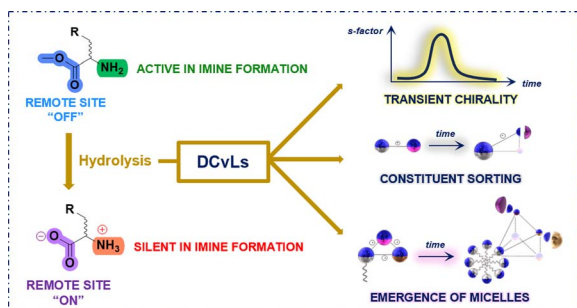 R
O
O
NH2
ACTIVE IN IMINE FORMATION
REMOTE SITE
“OFF”
Hydrolysis
DCvLs
R
⊖
O
O
⊕
NH3
SILENT IN IMINE FORMATION
REMOTE SITE
“ON”
s-factor
time
TRANSIENT CHIRALITY
time
CONSTITUENT SORTING
time
EMERGENCE OF MICELLES